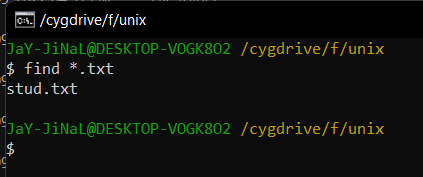 /cygdrive/f/unix
JaY-JiNaL@DESKTOP-VOGK8O2 /cygdrive/f/unix
$ find *.txt
stud.txt
JaY-JiNaL@DESKTOP-VOGK8O2 /cygdrive/f/unix
$